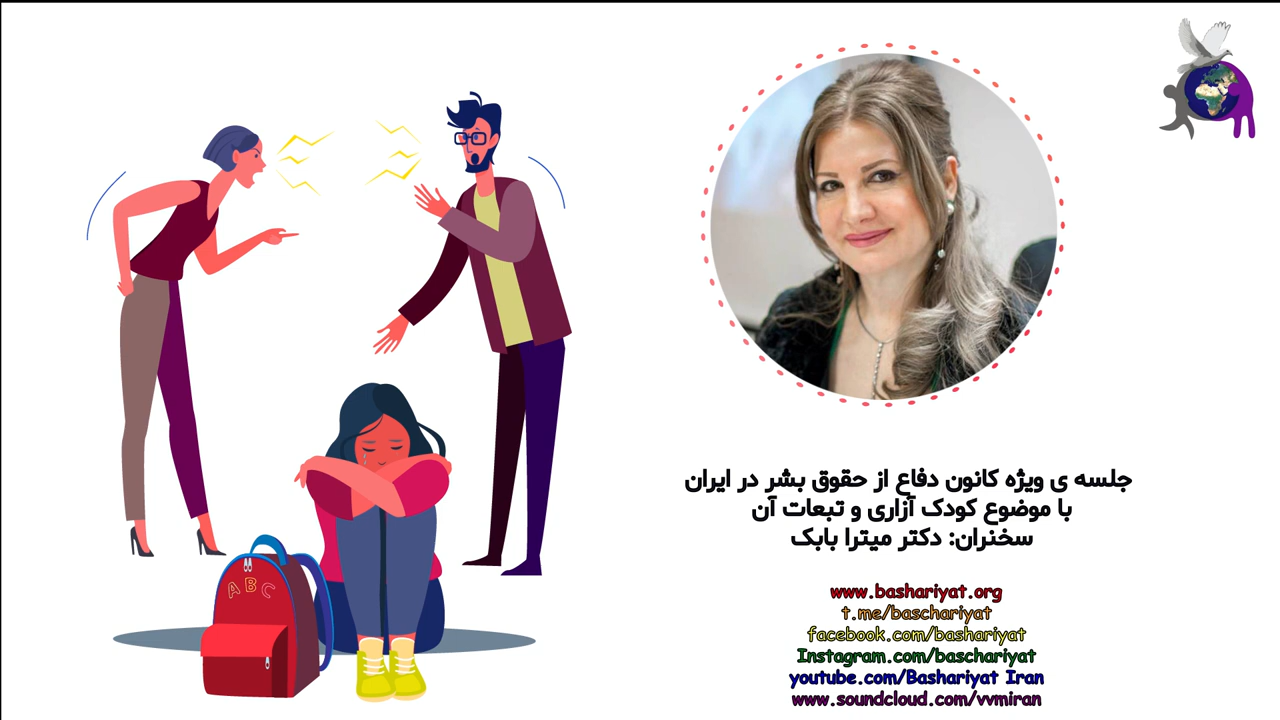 جلسه ی ویژه کانون دفاع از حقوق بشر در ایران
با موضوع کودک آزاری و تبعات آن
سخنران: دکتر میترا بابک
www.bashariyat.org
t.me/baschariyat
facebook.com/bashariyat
Instagram.com/baschariyat
youtube.com/Bashariyat Iran
www.soundcloud.com/vvmiran
ABC